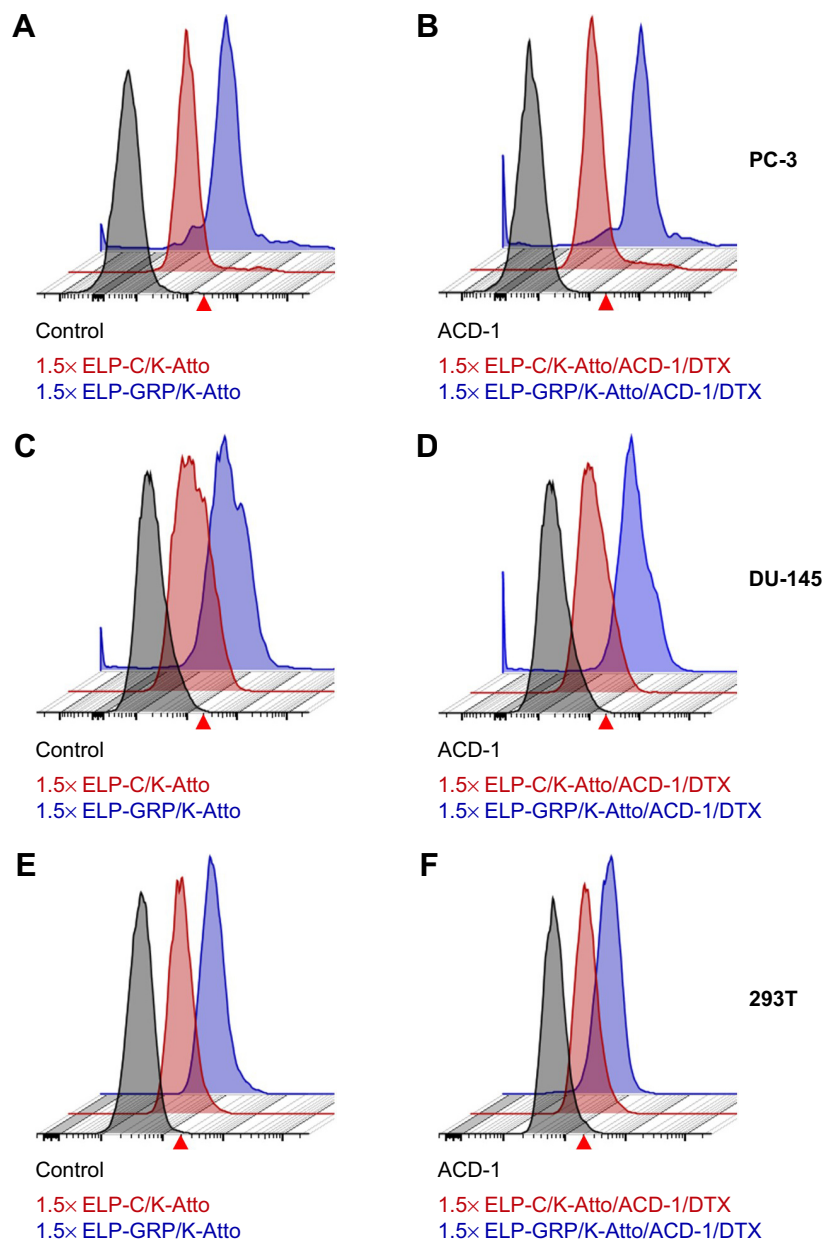 A
B
PC-3
Control
1.5× ELP-C/K-Atto
1.5× ELP-GRP/K-Atto
ACD-1
1.5× ELP-C/K-Atto/ACD-1/DTX
1.5× ELP-GRP/K-Atto/ACD-1/DTX
C
D
DU-145
Control
1.5× ELP-C/K-Atto
1.5× ELP-GRP/K-Atto
ACD-1
1.5× ELP-C/K-Atto/ACD-1/DTX
1.5× ELP-GRP/K-Atto/ACD-1/DTX
E
F
293T
Control
1.5× ELP-C/K-Atto
1.5× ELP-GRP/K-Atto
ACD-1
1.5× ELP-C/K-Atto/ACD-1/DTX
1.5× ELP-GRP/K-Atto/ACD-1/DTX